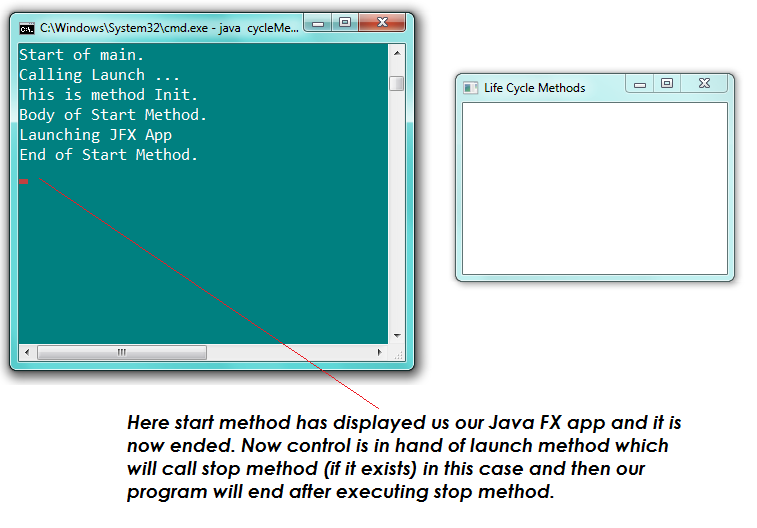 C:\Windows\System32\cmd.exe - java cycleMe...
Start of main.
Calling Launch ...
This is method Init.
Body of Start Method.
Launching JFX App
End of Start Method.
Life Cycle Methods
Here start method has displayed us our Java FX app and it is
now ended. Now control is in hand of launch method which
will call stop method (if it exists) in this case and then our
program will end after executing stop method.